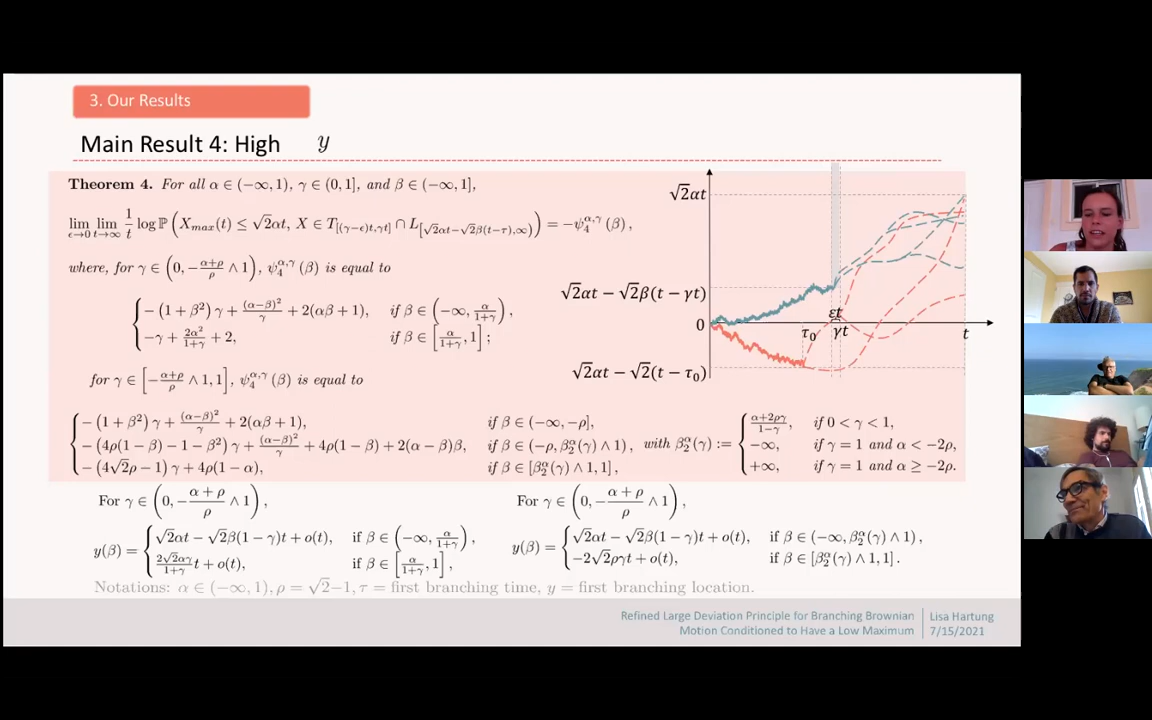 3. Our Results
Main Result 4: High y
Theorem 4. For all α ∈ (−∞, 1), γ ∈ (0, 1], and β ∈ (−∞, 1],
lim_{ϵ→0} lim_{t→∞} 1/t log ℙ(X_{max}(t) ≤ √2αt, X ∈ T_{[(γ−ϵ)t,γt]} ∩ L_{[√2αt−√2β(t−τ),∞)}) = −ψ_4^{α,γ}(β),
where, for γ ∈ (0, −(α+ρ)/ρ ∧ 1), ψ_4^{α,γ}(β) is equal to
−(1 + β²)γ + (α−β)²/γ + 2(αβ + 1), if β ∈ (−∞, α/(1+γ)),
−γ + 2α²/(1+γ) + 2, if β ∈ [α/(1+γ), 1];
for γ ∈ [−(α+ρ)/ρ ∧ 1, 1], ψ_4^{α,γ}(β) is equal to
−(1 + β²)γ + (α−β)²/γ + 2(αβ + 1), if β ∈ (−∞, −ρ],
−(4ρ(1 − β) − 1 − β²)γ + (α−β)²/γ + 4ρ(1 − β) + 2(α − β)β, if β ∈ (−ρ, β_2^α(γ) ∧ 1),
−(4√2ρ − 1)γ + 4ρ(1 − α), if β ∈ [β_2^α(γ) ∧ 1, 1],
with β_2^α(γ) :=
(α+2ργ)/(1−γ), if 0 < γ < 1,
−∞, if γ = 1 and α < −2ρ,
+∞, if γ = 1 and α ≥ −2ρ.
√2αt
√2αt − √2β(t − γt)
0
√2αt − √2(t − τ₀)
τ₀
εt
γt
t
For γ ∈ (0, −(α + ρ)/ρ ∧ 1),
y(β) =
√2αt − √2β(1 − γ)t + o(t), if β ∈ (−∞, α/(1+γ)),
2√2αγ/(1+γ) t + o(t), if β ∈ [α/(1+γ), 1],
For γ ∈ (0, −(α + ρ)/ρ ∧ 1),
y(β) =
√2αt − √2β(1 − γ)t + o(t), if β ∈ (−∞, β_2^α(γ) ∧ 1),
−2√2ργt + o(t), if β ∈ [β_2^α(γ) ∧ 1, 1].
Notations: α ∈ (−∞, 1), ρ = √2−1, τ = first branching time, y = first branching location.
Refined Large Deviation Principle for Branching Brownian
Motion Conditioned to Have a Low Maximum
Lisa Hartung
7/15/2021